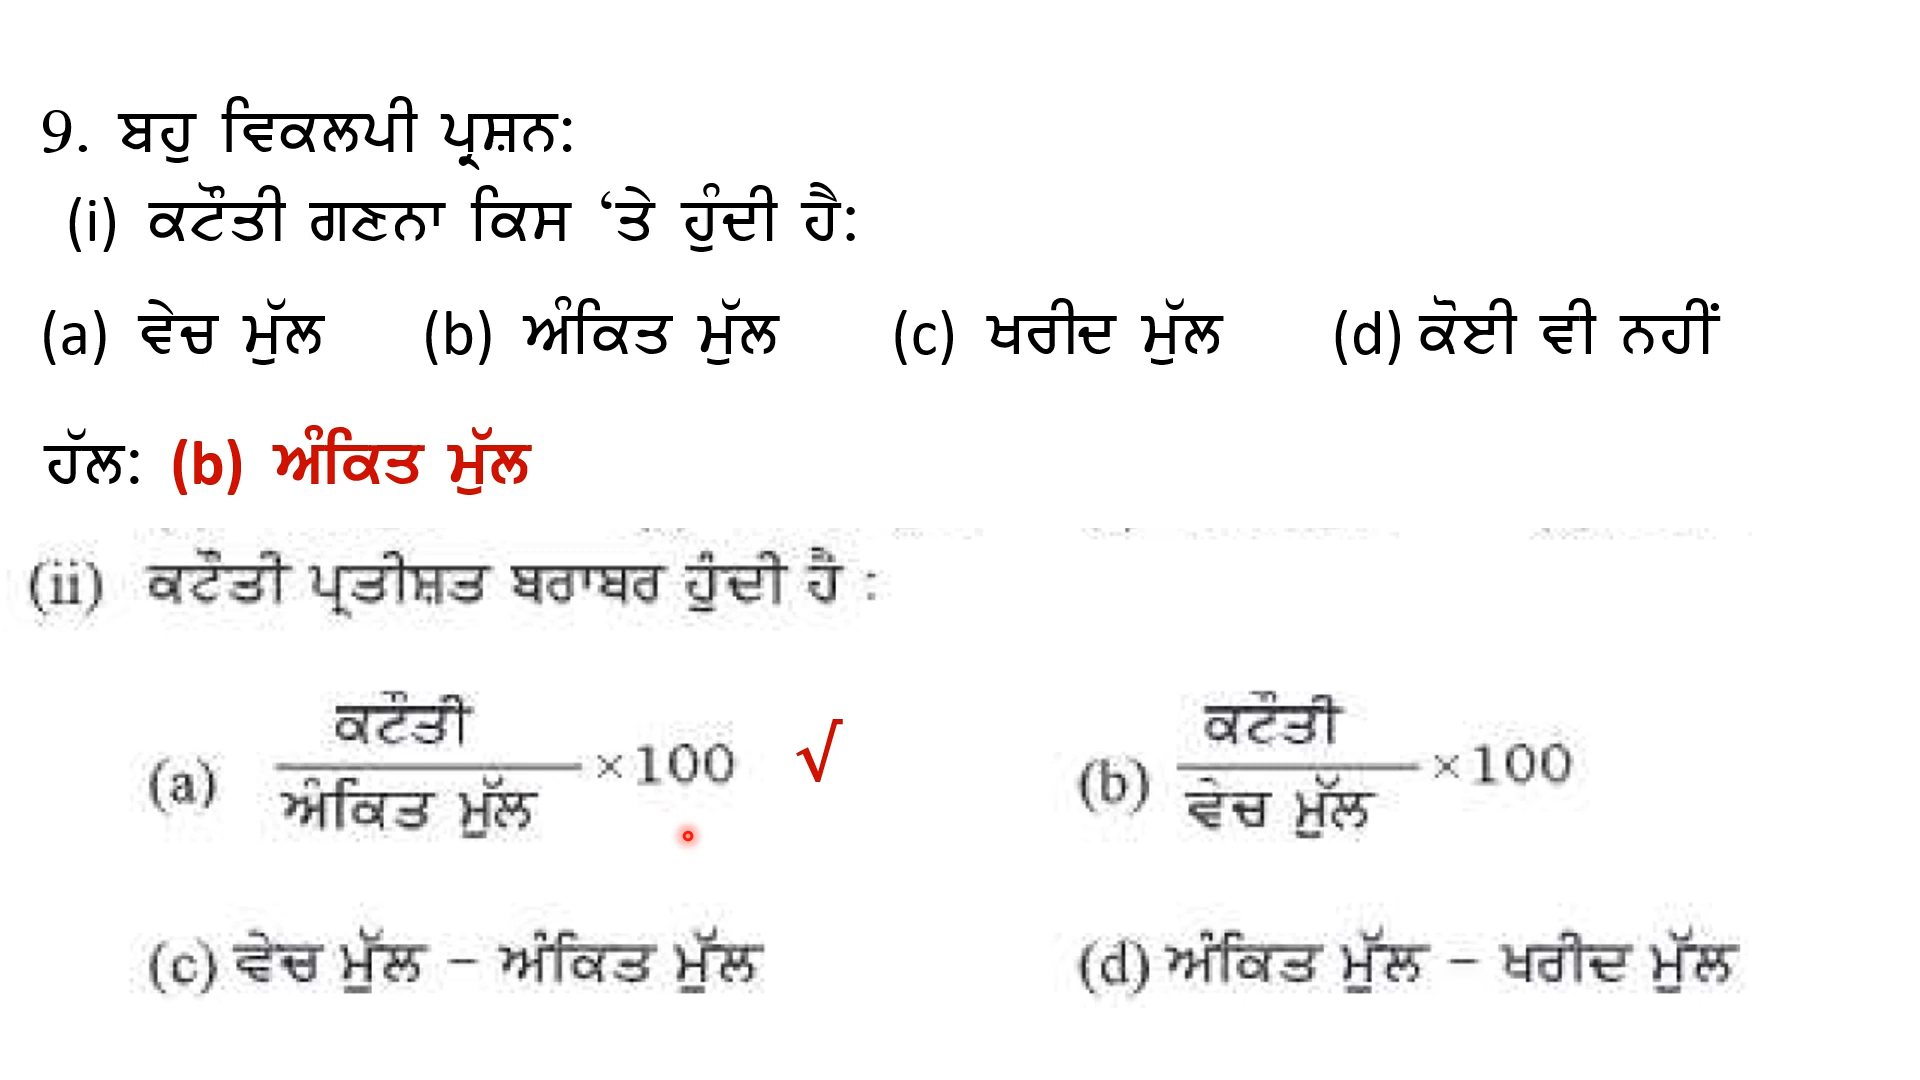 9. ਬਹੁ ਵਿਕਲਪੀ ਪ੍ਰਸ਼ਨ:
(i) ਕਟੌਤੀ ਗਣਨਾ ਕਿਸ ‘ਤੇ ਹੁੰਦੀ ਹੈ:
(a) ਵੇਚ ਮੁੱਲ (b) ਅੰਕਿਤ ਮੁੱਲ (c) ਖਰੀਦ ਮੁੱਲ (d) ਕੋਈ ਵੀ ਨਹੀਂ
ਹੱਲ: (b) ਅੰਕਿਤ ਮੁੱਲ
(ii) ਕਟੌਤੀ ਪ੍ਰਤੀਸ਼ਤ ਬਰਾਬਰ ਹੁੰਦੀ ਹੈ :
(a) ਕਟੌਤੀ / ਅੰਕਿਤ ਮੁੱਲ ×100 √ (b) ਕਟੌਤੀ / ਵੇਚ ਮੁੱਲ ×100
(c) ਵੇਚ ਮੁੱਲ – ਅੰਕਿਤ ਮੁੱਲ (d) ਅੰਕਿਤ ਮੁੱਲ – ਖਰੀਦ ਮੁੱਲ